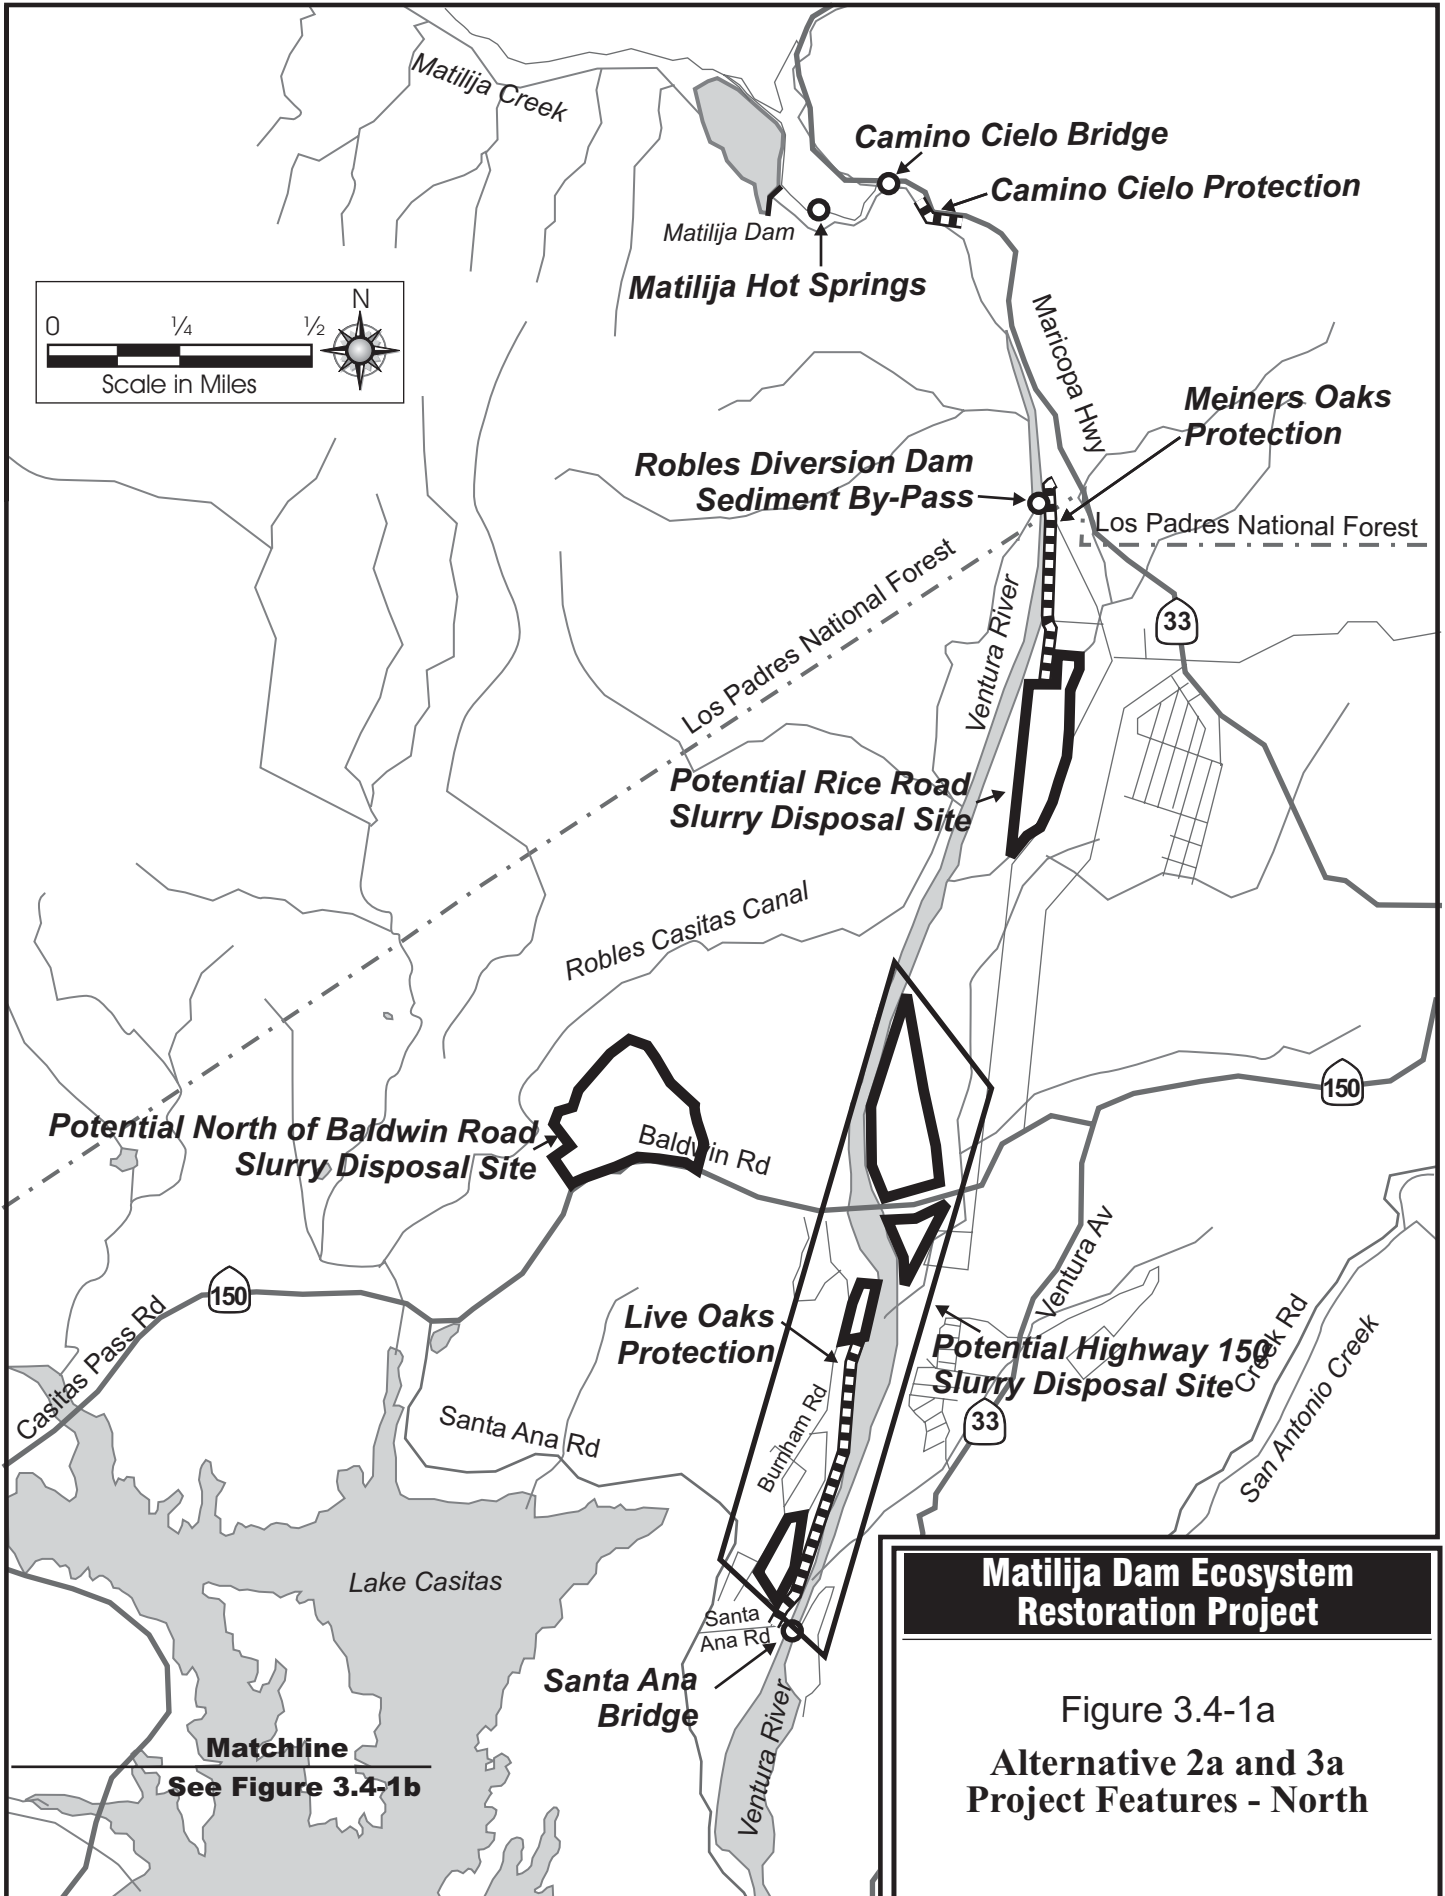 Matilija Creek
Camino Cielo Bridge
Camino Cielo Protection
Matilija Dam
Matilija Hot Springs
N
0 ¼ ½
Scale in Miles
Maricopa Hwy
Meiners Oaks
Protection
Robles Diversion Dam
Sediment By-Pass
Los Padres National Forest
Los Padres National Forest
Ventura River
33
Potential Rice Road
Slurry Disposal Site
Robles Casitas Canal
150
Potential North of Baldwin Road
Slurry Disposal Site
Baldwin Rd
Ventura Av
150
Casitas Pass Rd
Live Oaks
Protection
Potential Highway 150
Slurry Disposal Site
Creek Rd
San Antonio Creek
33
Santa Ana Rd
Burnham Rd
Lake Casitas
Santa
Ana Rd
Santa Ana
Bridge
Ventura River
Matchline
See Figure 3.4-1b
Matilija Dam Ecosystem
Restoration Project
Figure 3.4-1a
Alternative 2a and 3a
Project Features - North